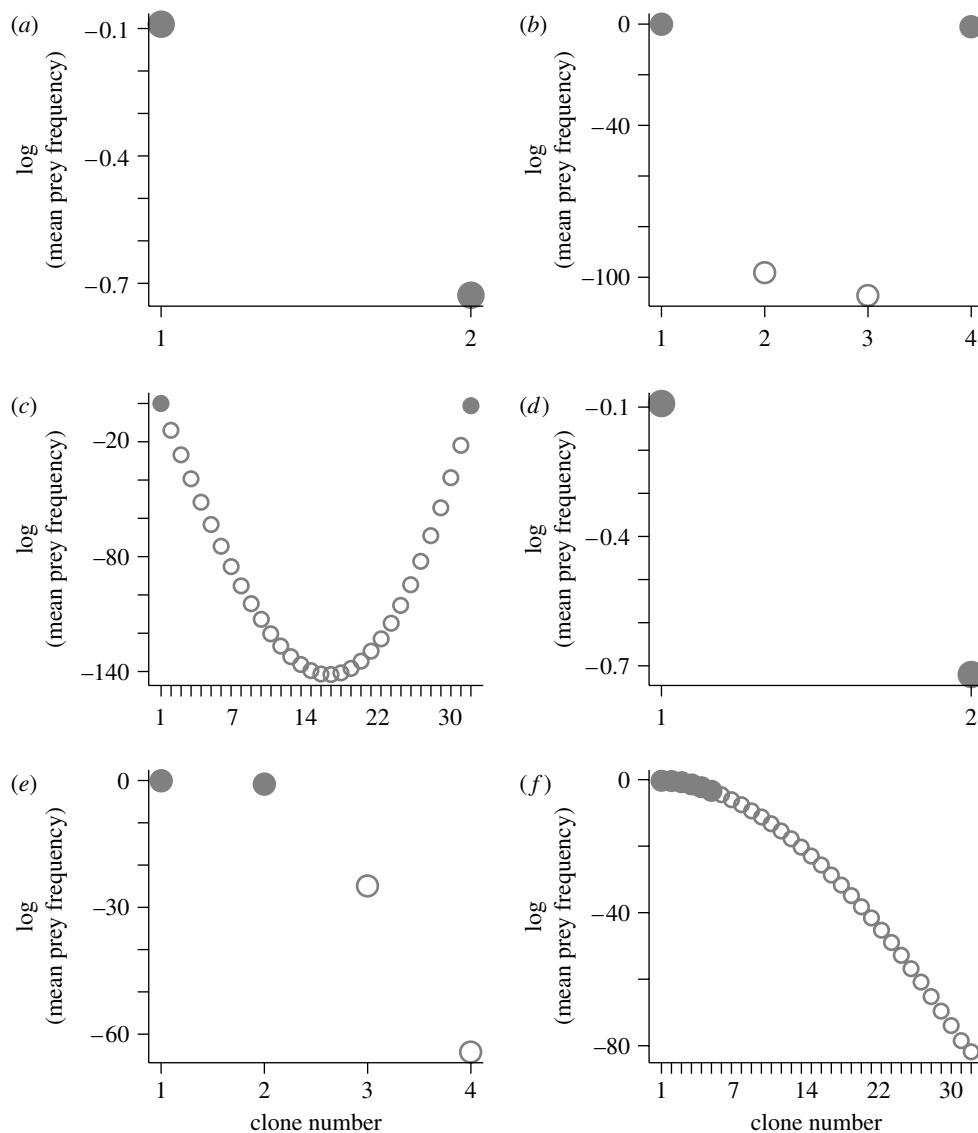 (a)
log
(mean prey frequency)
−0.1
−0.4
−0.7
1 2
(b)
log
(mean prey frequency)
0
−40
−100
1 2 3 4
(c)
log
(mean prey frequency)
−20
−80
−140
1 7 14 22 30
(d)
log
(mean prey frequency)
−0.1
−0.4
−0.7
1 2
(e)
log
(mean prey frequency)
0
−30
−60
1 2 3 4
clone number
(f)
log
(mean prey frequency)
0
−40
−80
1 7 14 22 30
clone number